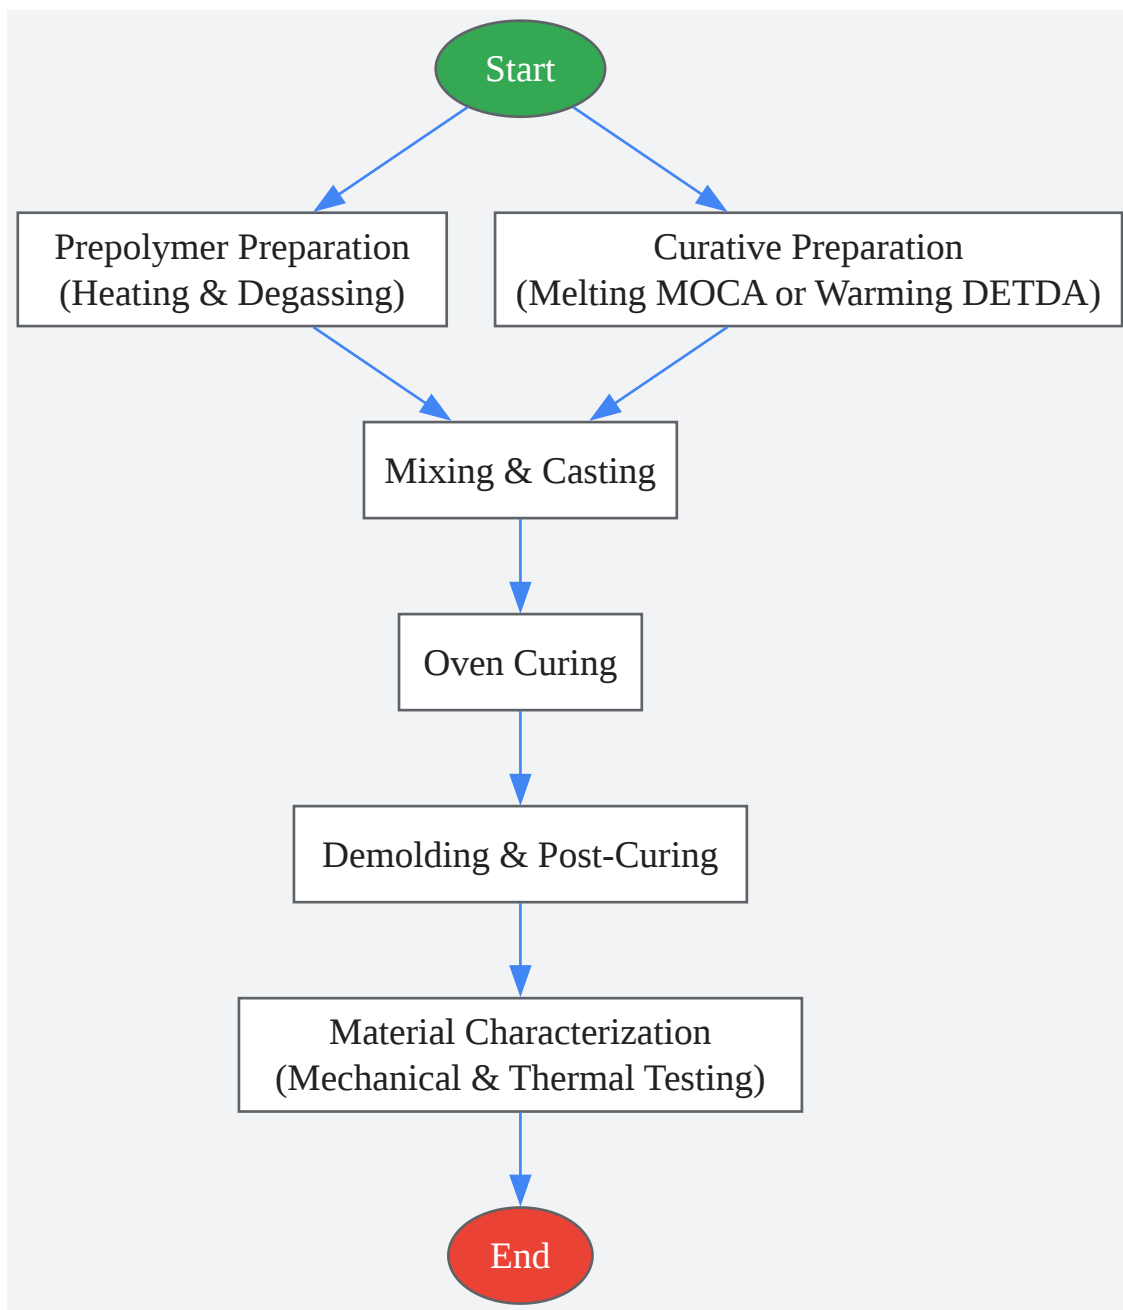 Start
Prepolymer Preparation
(Heating & Degassing)
Curative Preparation
(Melting MOCA or Warming DETDA)
Mixing & Casting
Oven Curing
Demolding & Post-Curing
Material Characterization
(Mechanical & Thermal Testing)
End